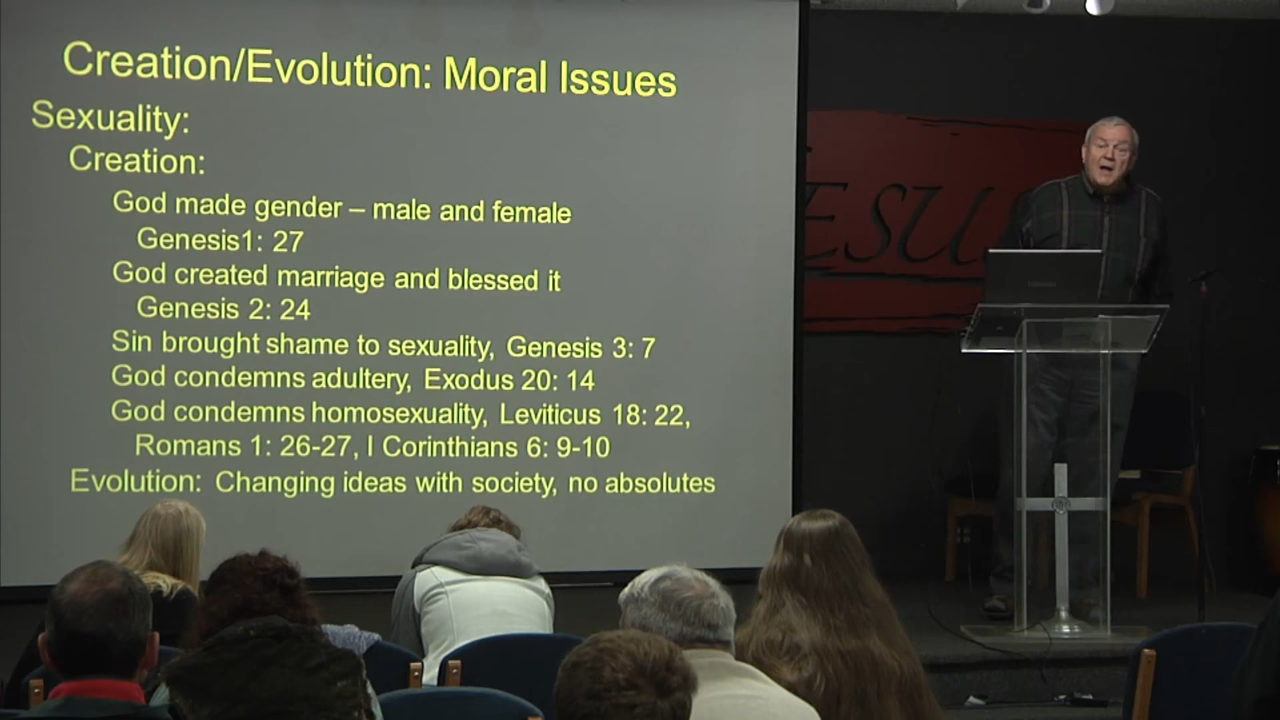 Creation/Evolution: Moral Issues
Sexuality:
Creation:
God made gender – male and female
Genesis1: 27
God created marriage and blessed it
Genesis 2: 24
Sin brought shame to sexuality, Genesis 3: 7
God condemns adultery, Exodus 20: 14
God condemns homosexuality, Leviticus 18: 22,
Romans 1: 26-27, I Corinthians 6: 9-10
Evolution: Changing ideas with society, no absolutes
ESU